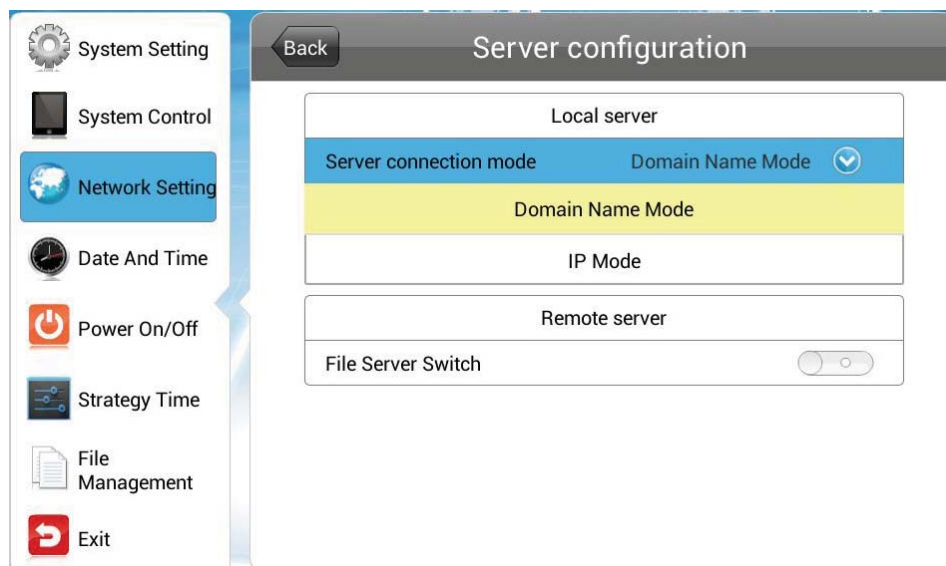 System Setting
System Control
Network Setting
Date And Time
Power On/Off
Strategy Time
File
Management
Exit
Back
Server configuration
Local server
Server connection mode Domain Name Mode
Domain Name Mode
IP Mode
Remote server
File Server Switch